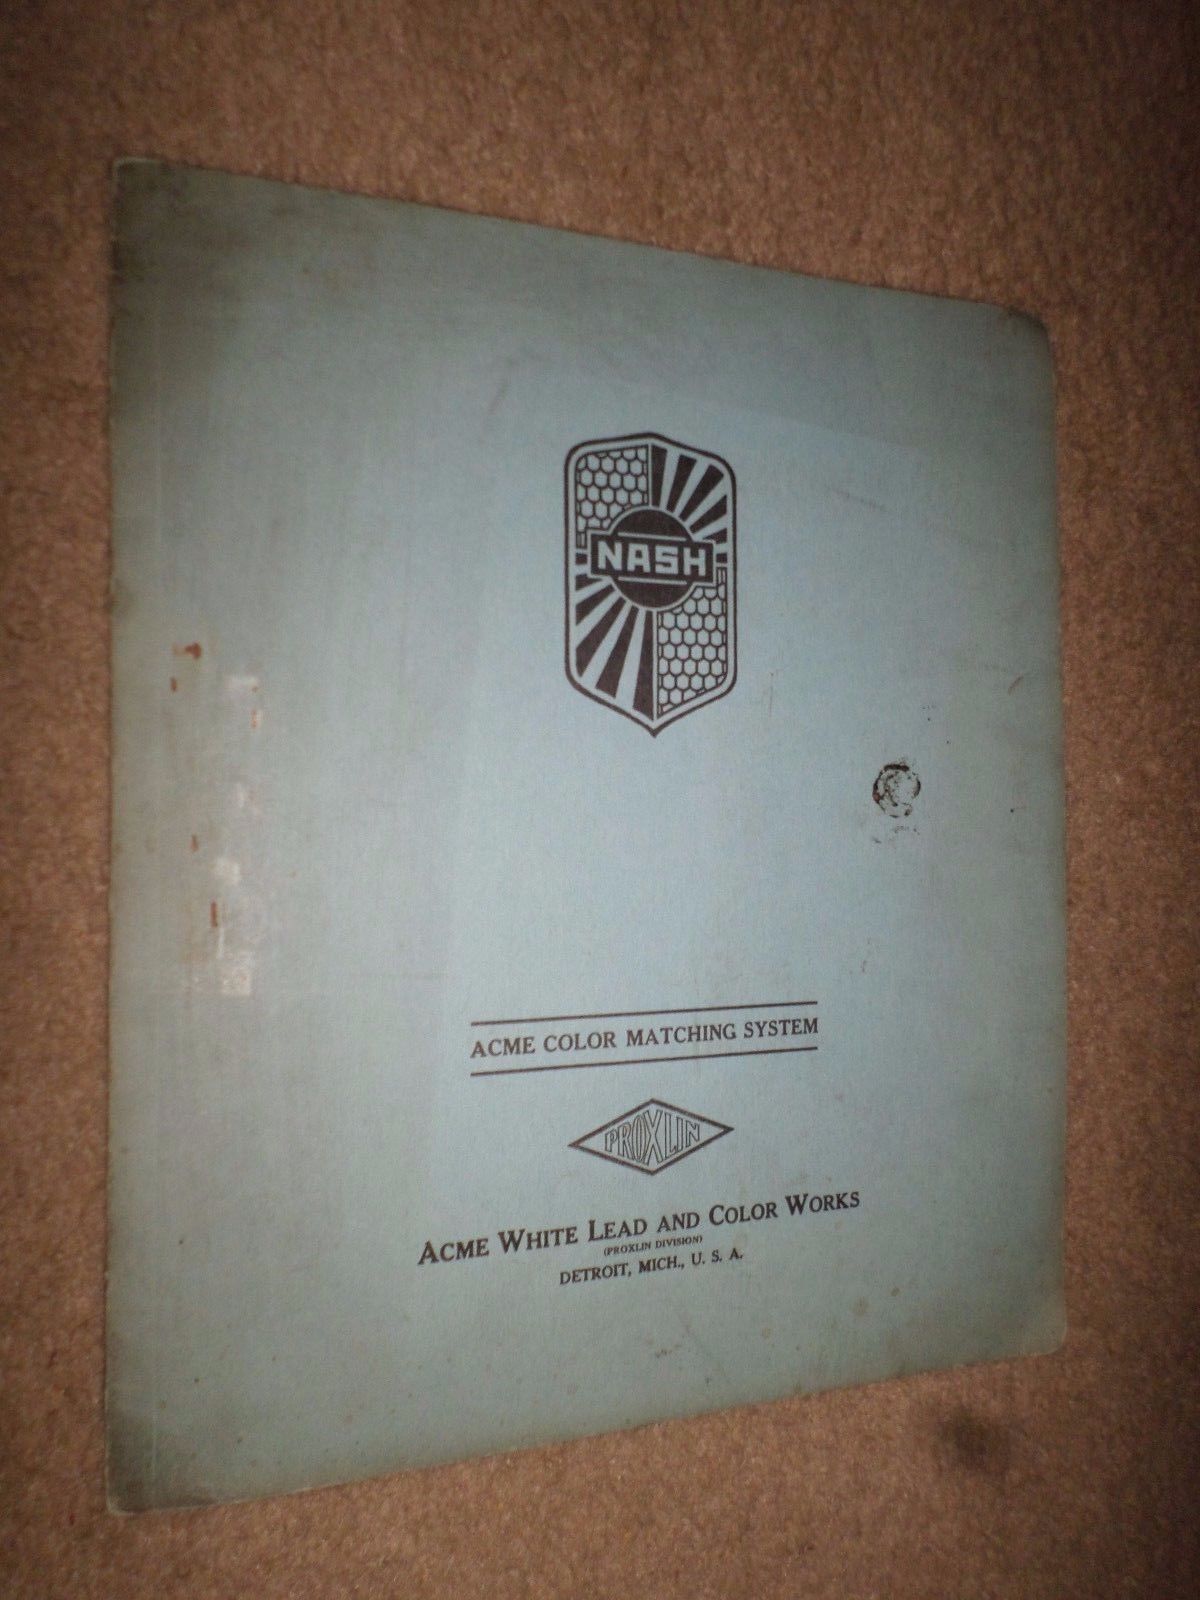 NASH
ACME COLOR MATCHING SYSTEM
PROXLIN
ACME WHITE LEAD AND COLOR WORKS
(PROXLIN DIVISION)
DETROIT, MICH., U. S. A.